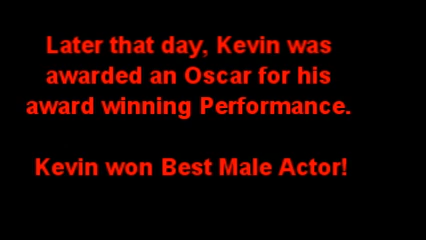 Later that day, Kevin was
awarded an Oscar for his
award winning Performance.
Kevin won Best Male Actor!